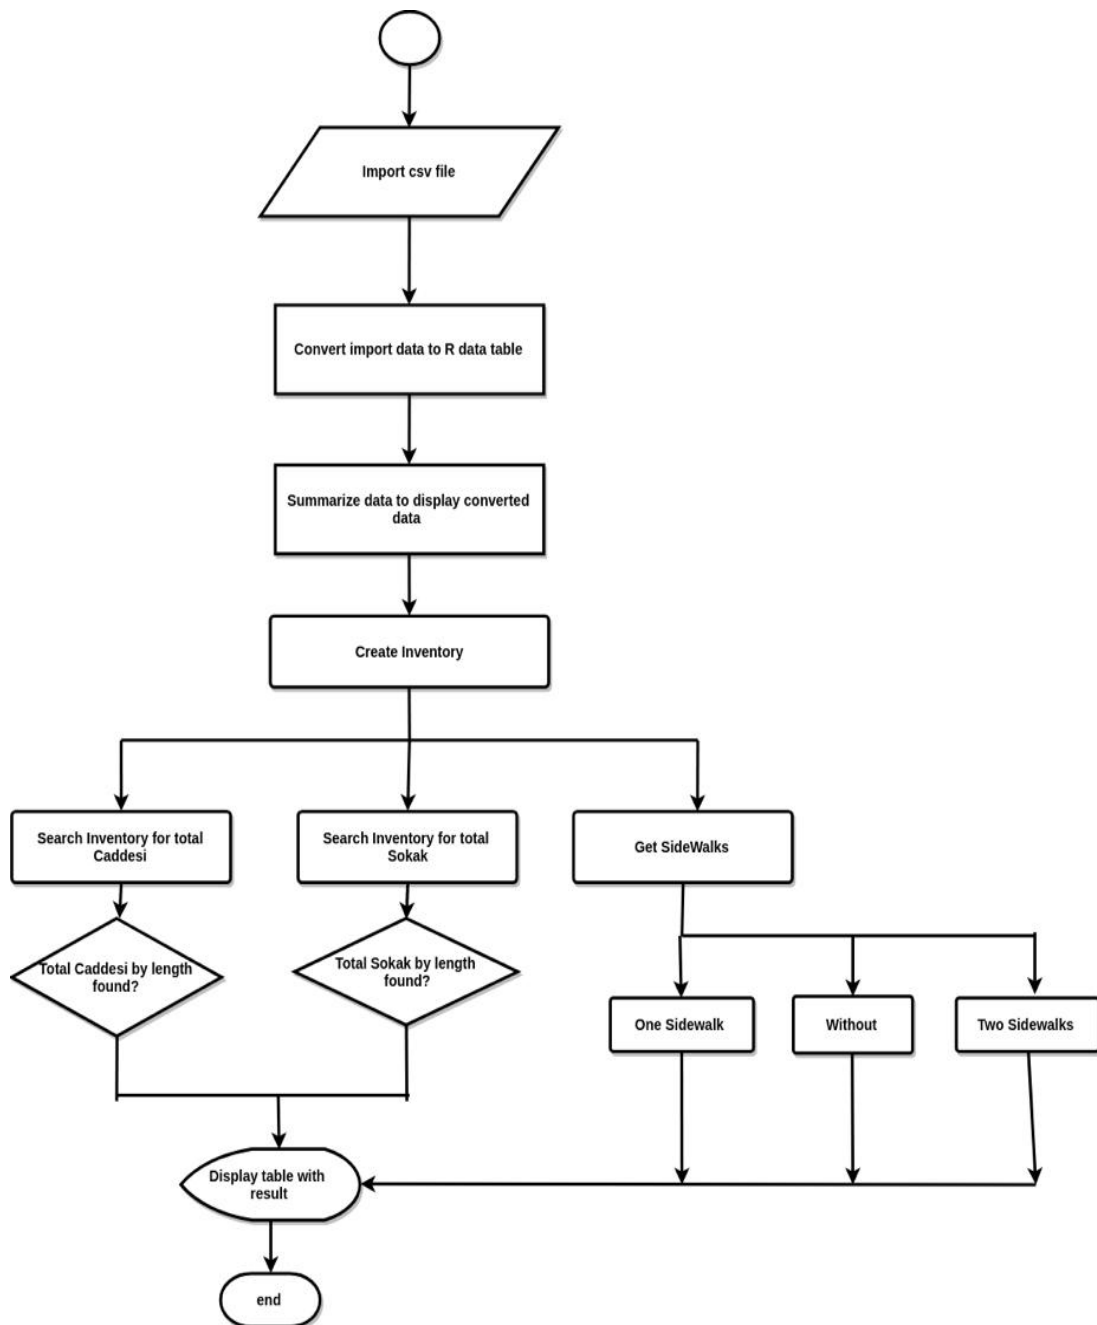 Import csv file
Convert import data to R data table
Summarize data to display converted
data
Create Inventory
Search Inventory for total
Caddesi
Search Inventory for total
Sokak
Get SideWalks
Total Caddesi by length
found?
Total Sokak by length
found?
One Sidewalk
Without
Two Sidewalks
Display table with
result
end